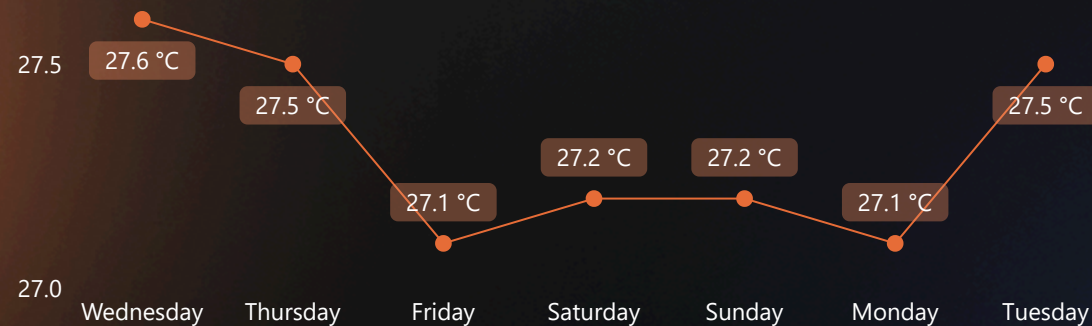 27.6 °C
27.5
27.5 °C
27.5 °C
27.2 °C
27.2 °C
27.1 °C
27.1 °C
27.0
Wednesday
Thursday
Friday
Saturday
Sunday
Monday
Tuesday